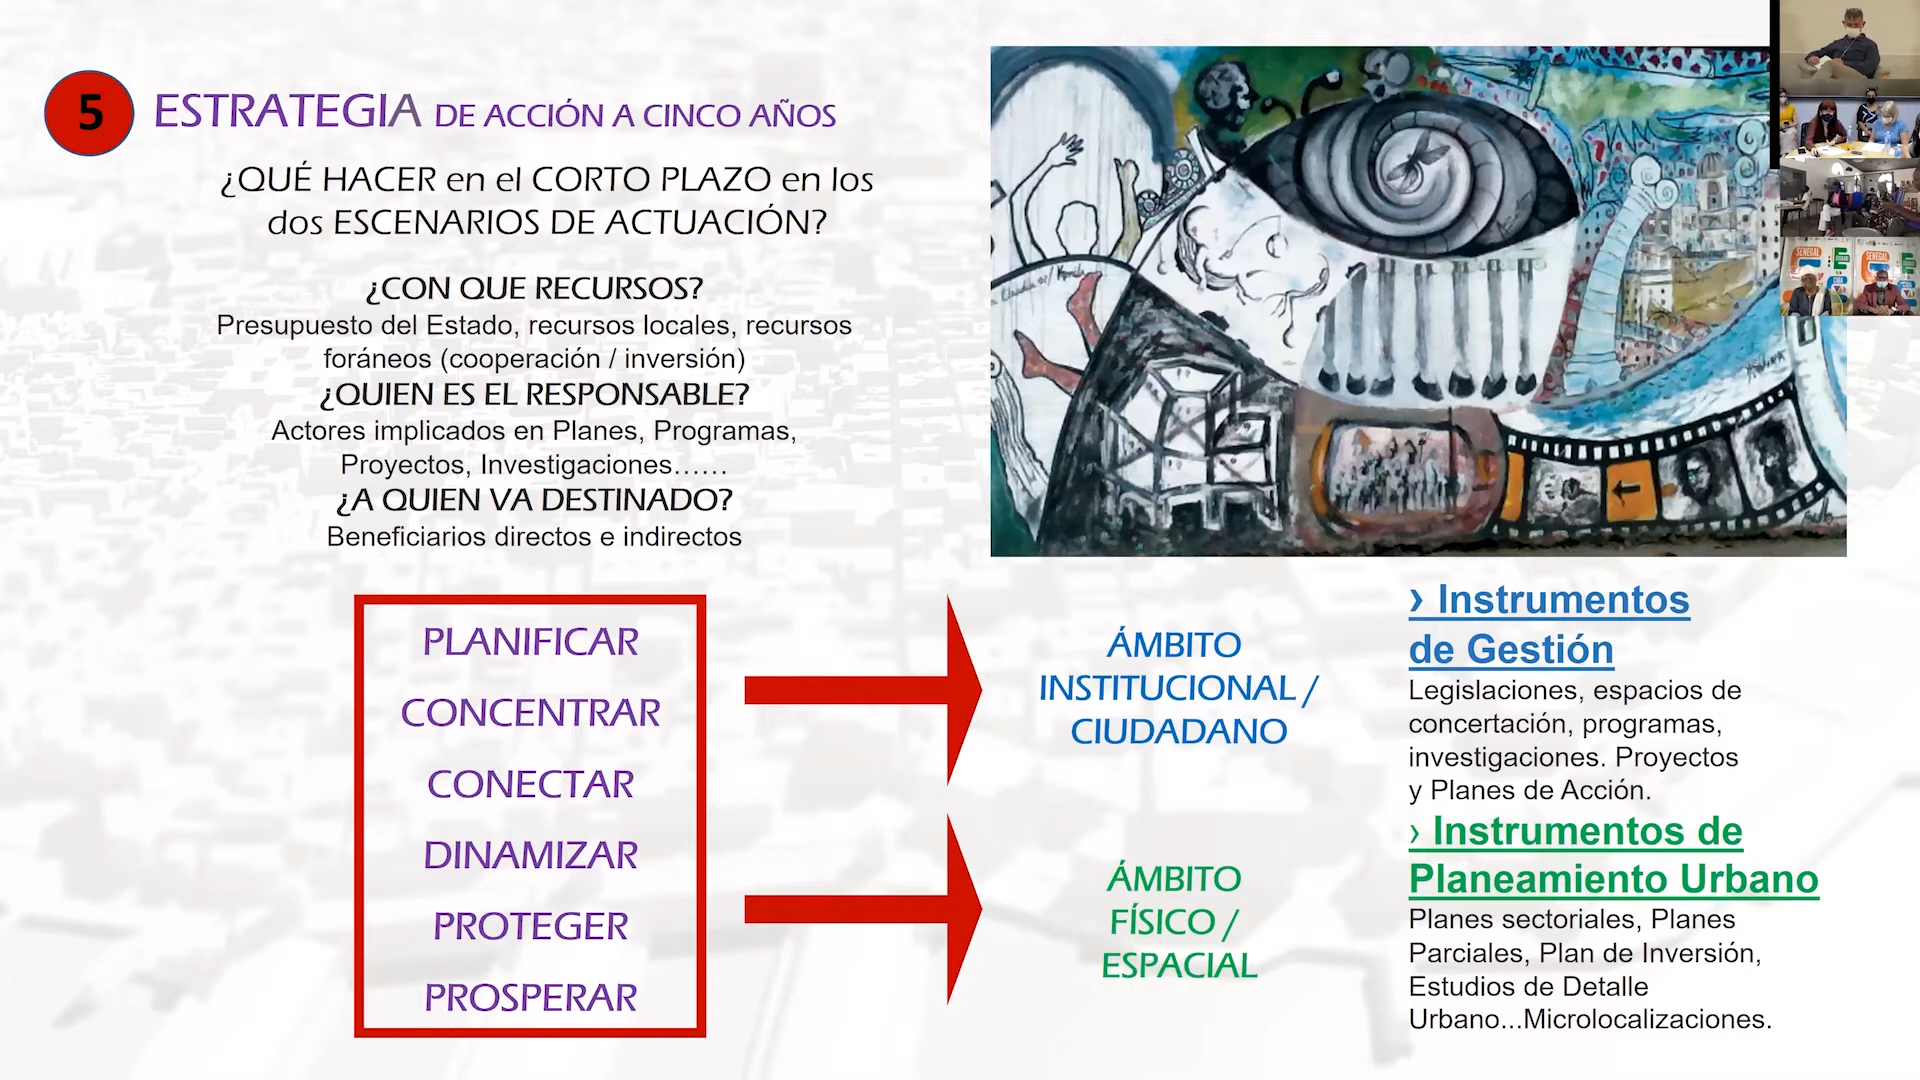 5
ESTRATEGIA DE ACCIÓN A CINCO AÑOS
¿QUÉ HACER en el CORTO PLAZO en los
dos ESCENARIOS DE ACTUACIÓN?
¿CON QUE RECURSOS?
Presupuesto del Estado, recursos locales, recursos
foráneos (cooperación / inversión)
¿QUIEN ES EL RESPONSABLE?
Actores implicados en Planes, Programas,
Proyectos, Investigaciones……
¿A QUIEN VA DESTINADO?
Beneficiarios directos e indirectos
PLANIFICAR
CONCENTRAR
CONECTAR
DINAMIZAR
PROTEGER
PROSPERAR
ÁMBITO
INSTITUCIONAL /
CIUDADANO
ÁMBITO
FÍSICO /
ESPACIAL
› Instrumentos
de Gestión
Legislaciones, espacios de
concertación, programas,
investigaciones. Proyectos
y Planes de Acción.
› Instrumentos de
Planeamiento Urbano
Planes sectoriales, Planes
Parciales, Plan de Inversión,
Estudios de Detalle
Urbano...Microlocalizaciones.
SENEGAL
SENEGAL